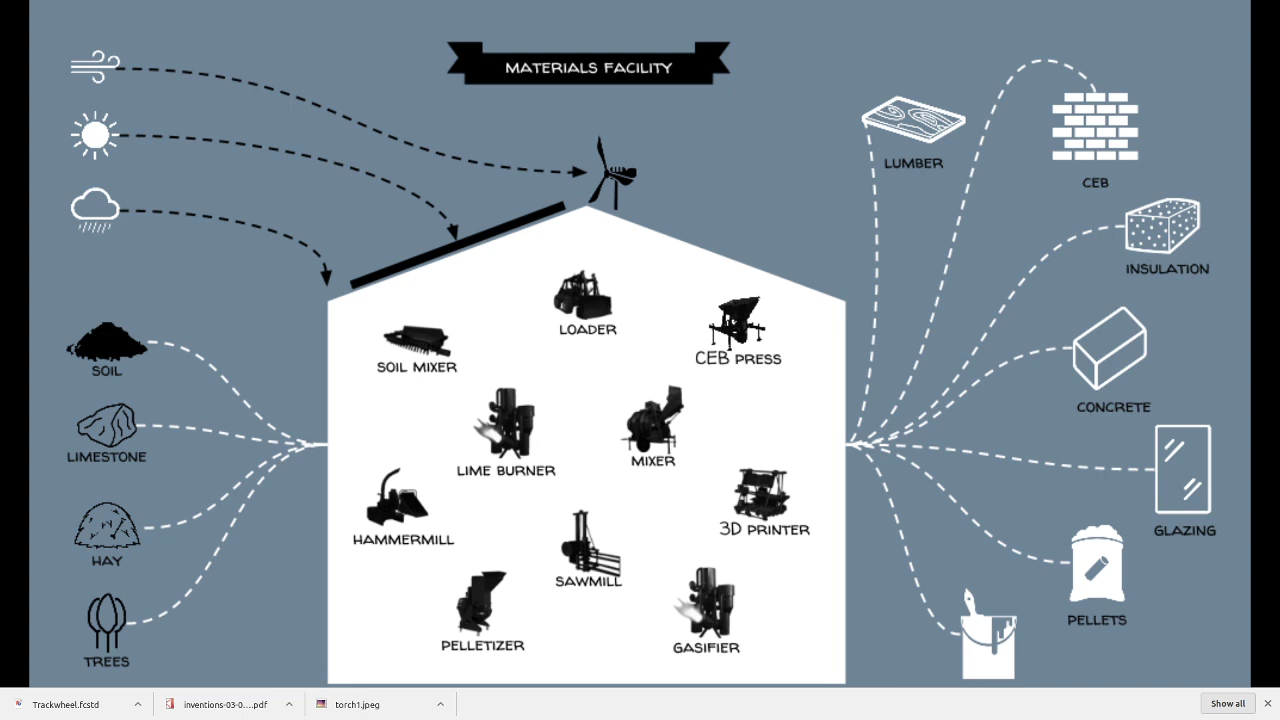 MATERIALS FACILITY
LUMBER
CEB
INSULATION
LOADER
SOIL MIXER
CEB PRESS
SOIL
CONCRETE
LIMESTONE
LIME BURNER
MIXER
HAMMERMILL
3D PRINTER
GLAZING
HAY
SAWMILL
PELLETS
PELLETIZER
GASIFIER
TREES
Trackwheel.fcstd
inventions-03-0....pdf
torch1.jpeg
Show all